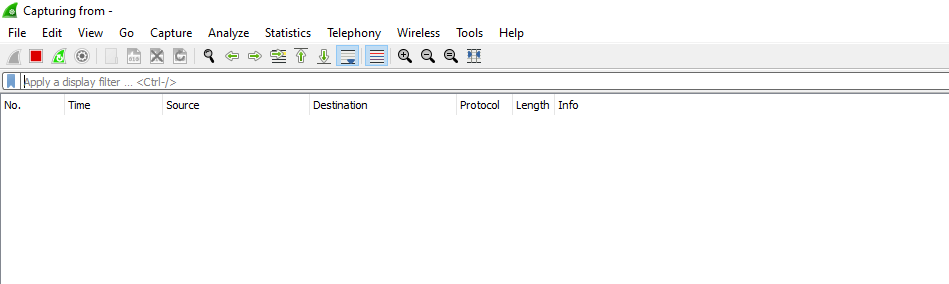 Capturing from -
File Edit View Go Capture Analyze Statistics Telephony Wireless Tools Help
Apply a display filter ... <Ctrl-/>
No. Time Source Destination Protocol Length Info